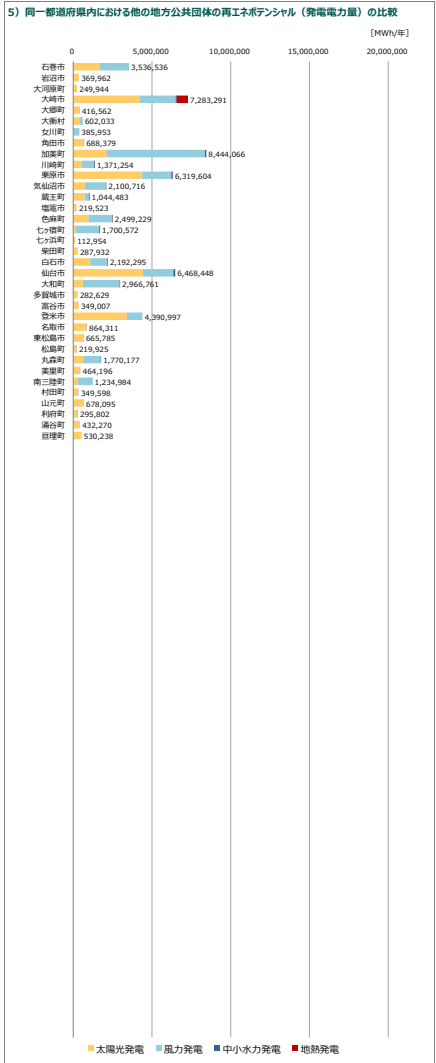 5）同一都道府県内における他の地方公共団体の再エネポテンシャル（発電電力量）の比較
[MWh/年]
0 5,000,000 10,000,000 15,000,000 20,000,000
石巻市 3,536,536
岩沼市 369,962
大河原町 249,944
大崎市 7,283,291
大郷町 416,562
大衡村 602,033
女川町 385,953
角田市 688,379
加美町 8,444,066
川崎町 1,371,254
栗原市 6,319,604
気仙沼市 2,100,716
蔵王町 1,044,483
塩竈市 219,523
色麻町 2,499,229
七ヶ宿町 1,700,572
七ヶ浜町 112,954
柴田町 287,932
白石市 2,192,295
仙台市 6,468,448
大和町 2,966,761
多賀城市 282,629
富谷市 349,007
登米市 4,390,997
名取市 864,311
東松島市 665,785
松島町 219,925
丸森町 1,770,177
美里町 464,196
南三陸町 1,234,984
村田町 349,598
山元町 678,095
利府町 295,802
涌谷町 432,270
亘理町 530,238
太陽光発電 風力発電 中小水力発電 地熱発電